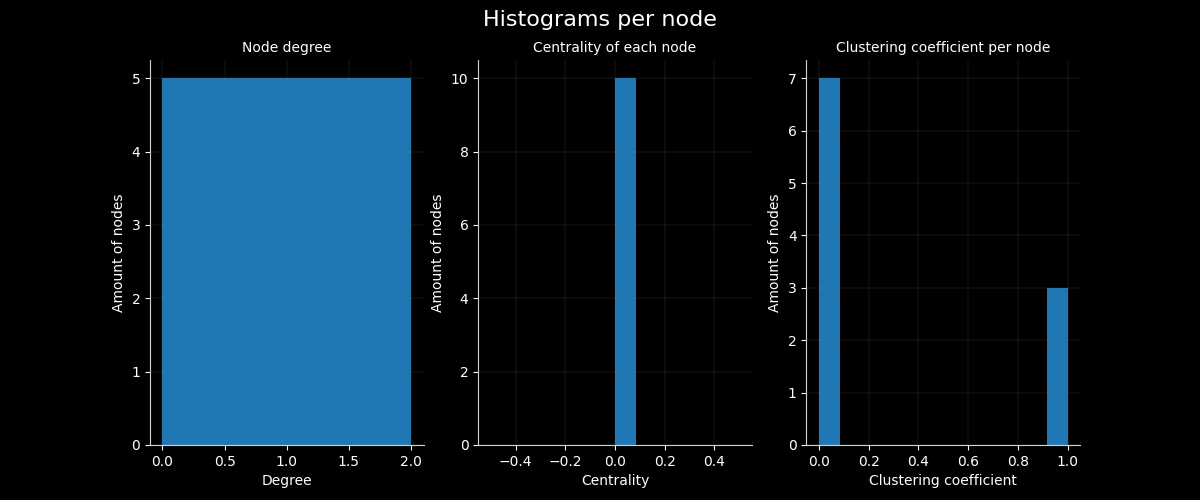 Histograms per node
Node degree
Centrality of each node
Clustering coefficient per node
5
4
3
2
1
0
Amount of nodes
0.0 0.5 1.0 1.5 2.0
Degree
10
8
6
4
2
0
Amount of nodes
−0.4 −0.2 0.0 0.2 0.4
Centrality
7
6
5
4
3
2
1
0
Amount of nodes
0.0 0.2 0.4 0.6 0.8 1.0
Clustering coefficient